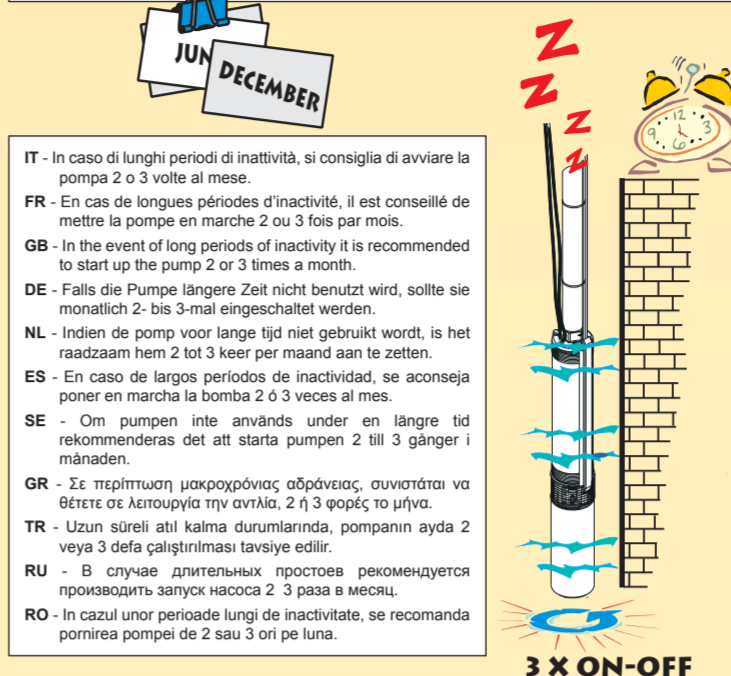 JUN
DECEMBER
IT - In caso di lunghi periodi di inattività, si consiglia di avviare la
pompa 2 o 3 volte al mese.
FR - En cas de longues périodes d'inactivité, il est conseillé de
mettre la pompe en marche 2 ou 3 fois par mois.
GB - In the event of long periods of inactivity it is recommended
to start up the pump 2 or 3 times a month.
DE - Falls die Pumpe längere Zeit nicht benutzt wird, sollte sie
monatlich 2- bis 3-mal eingeschaltet werden.
NL - Indien de pomp voor lange tijd niet gebruikt wordt, is het
raadzaam hem 2 tot 3 keer per maand aan te zetten.
ES - En caso de largos períodos de inactividad, se aconseja
poner en marcha la bomba 2 ó 3 veces al mes.
SE - Om pumpen inte används under en längre tid
rekommenderas det att starta pumpen 2 till 3 gånger i
månaden.
GR - Σε περίπτωση μακροχρόνιας αδράνειας, συνιστάται να
θέτετε σε λειτουργία την αντλία, 2 ή 3 φορές το μήνα.
TR - Uzun süreli atıl kalma durumlarında, pompanın ayda 2
veya 3 defa çalıştırılması tavsiye edilir.
RU - В случае длительных простоев рекомендуется
производить запуск насоса 2 3 раза в месяц.
RO - In cazul unor perioade lungi de inactivitate, se recomanda
pornirea pompei de 2 sau 3 ori pe luna.
Z
Z
Z
Z
12
9 3
6
3 X ON-OFF